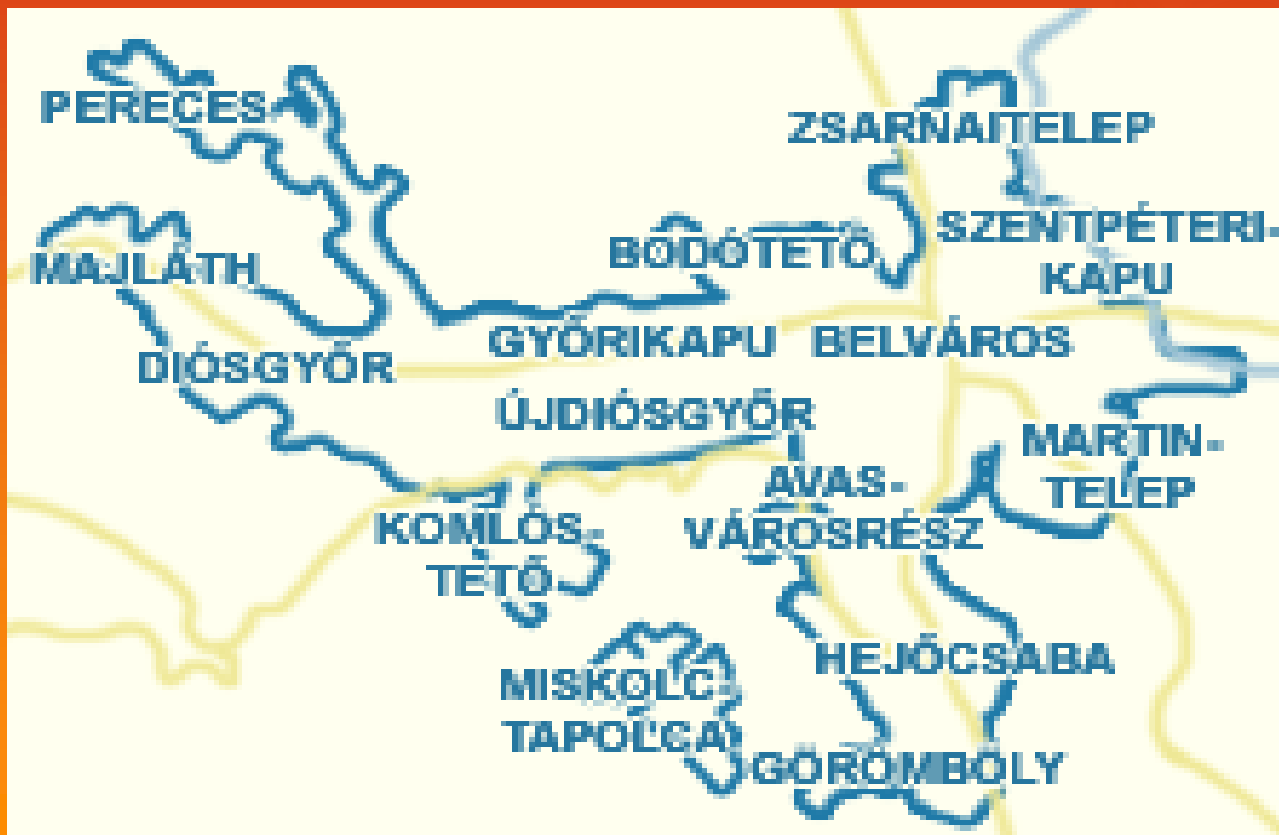 PERECES
ZSARNAITELEP
SZENTPÉTERI-
KAPU
BODÓTETŐ
MAJLÁTH
GYŐRIKAPU
BELVÁROS
DIÓSGYŐR
ÚJDIÓSGYŐR
MARTIN-
TELEP
AVAS-
VÁROSRÉSZ
KOMLÓS-
TETŐ
HEJŐCSABA
MISKOLC-
TAPOLCA
GÖRÖMBÖLY